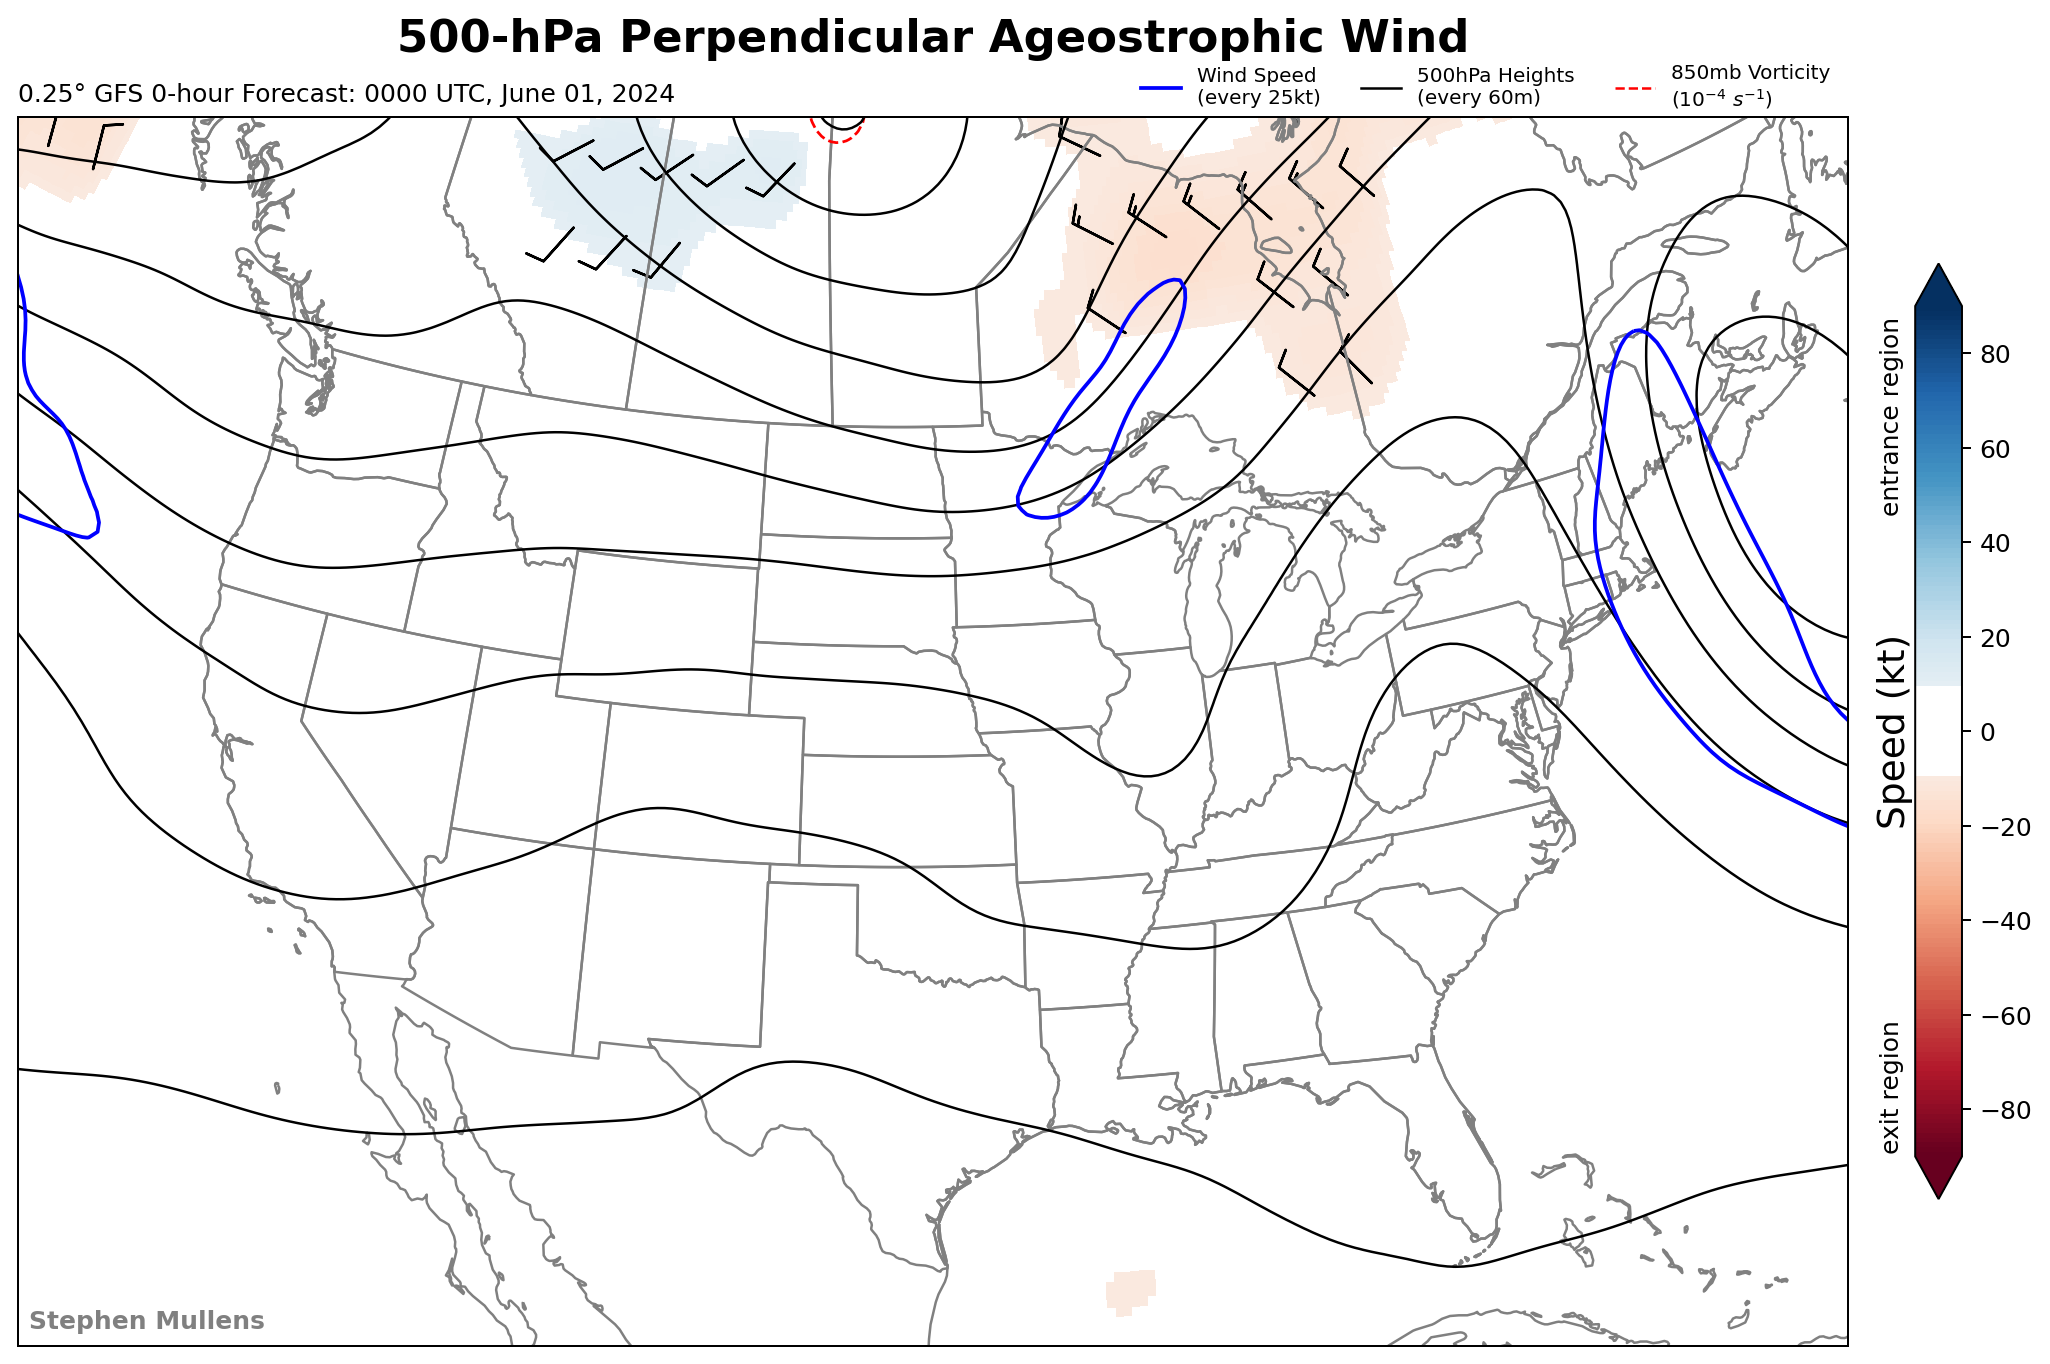 500-hPa Perpendicular Ageostrophic Wind
0.25° GFS 0-hour Forecast: 0000 UTC, June 01, 2024
Wind Speed
(every 25kt)
500hPa Heights
(every 60m)
850mb Vorticity
(10⁻⁴ s⁻¹)
entrance region
Speed (kt)
exit region
80
60
40
20
0
−20
−40
−60
−80
Stephen Mullens